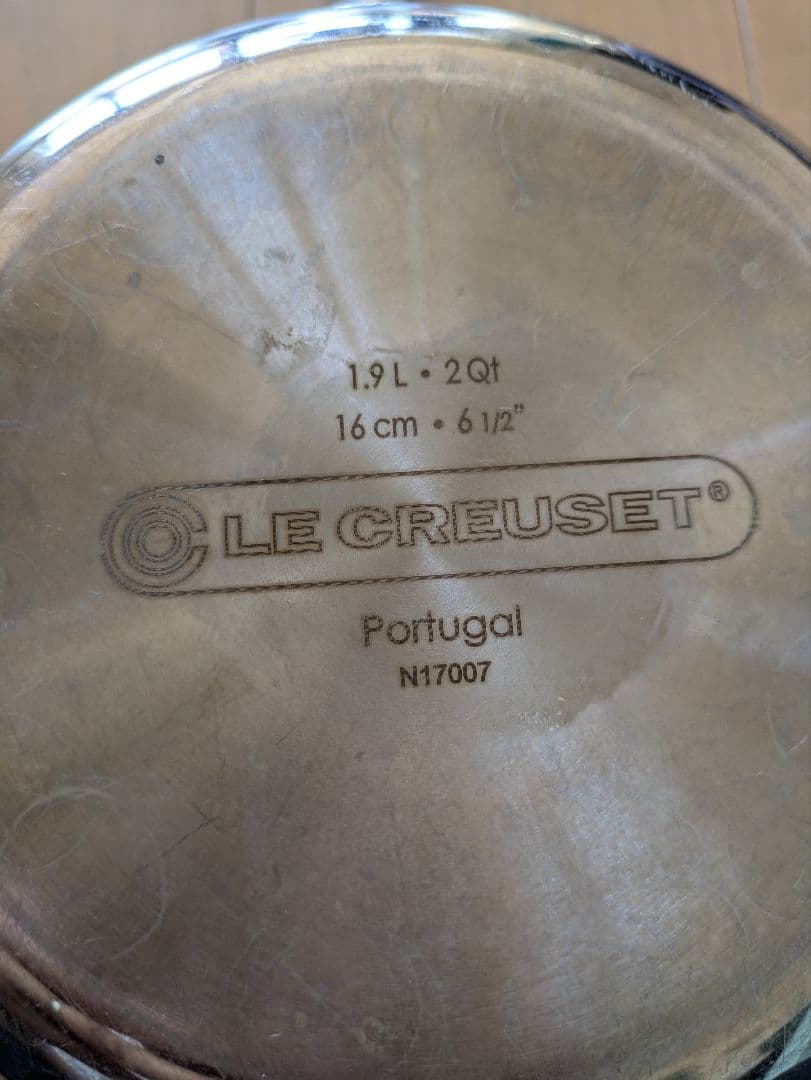 1.9 L • 2 Qt
16 cm • 6 1/2"
LE CREUSET®
Portugal
N17007